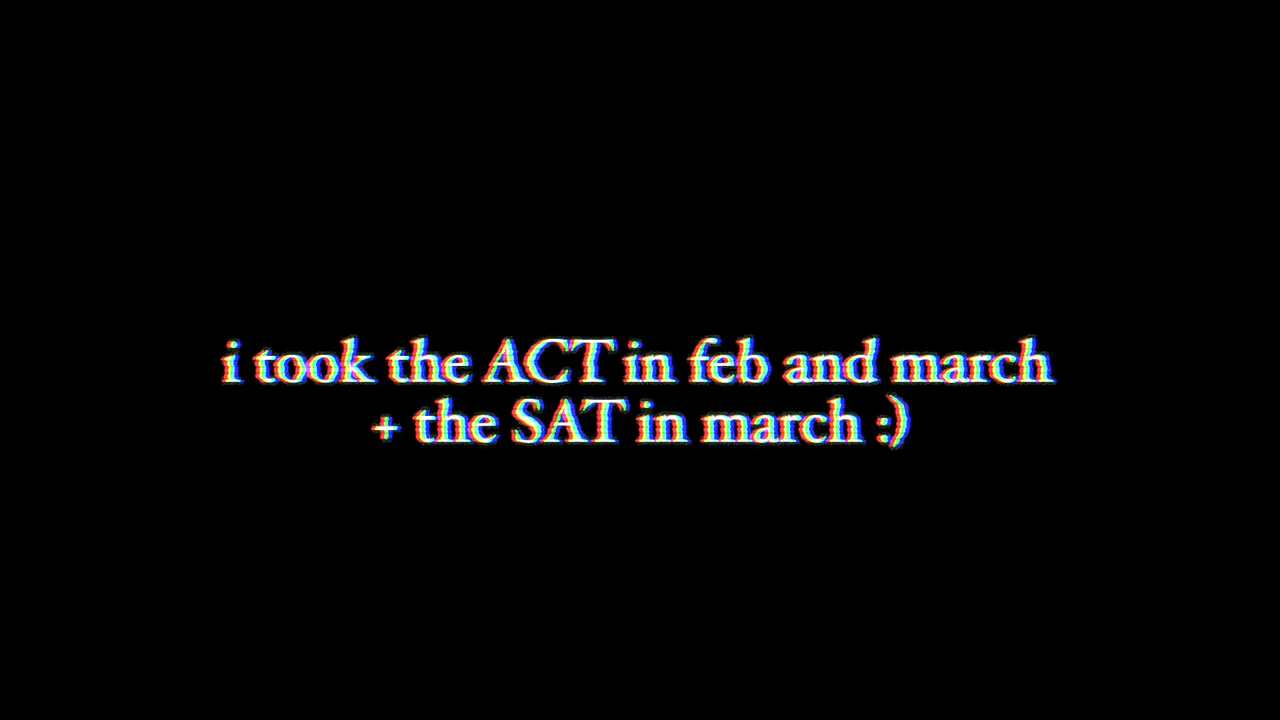 i took the ACT in feb and march
+ the SAT in march :)